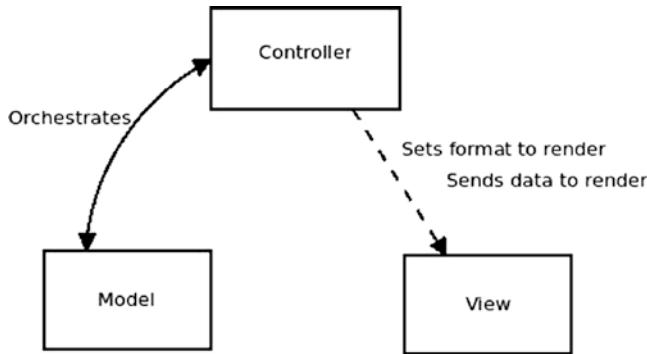 Controller
Orchestrates
Sets format to render
Sends data to render
Model
View